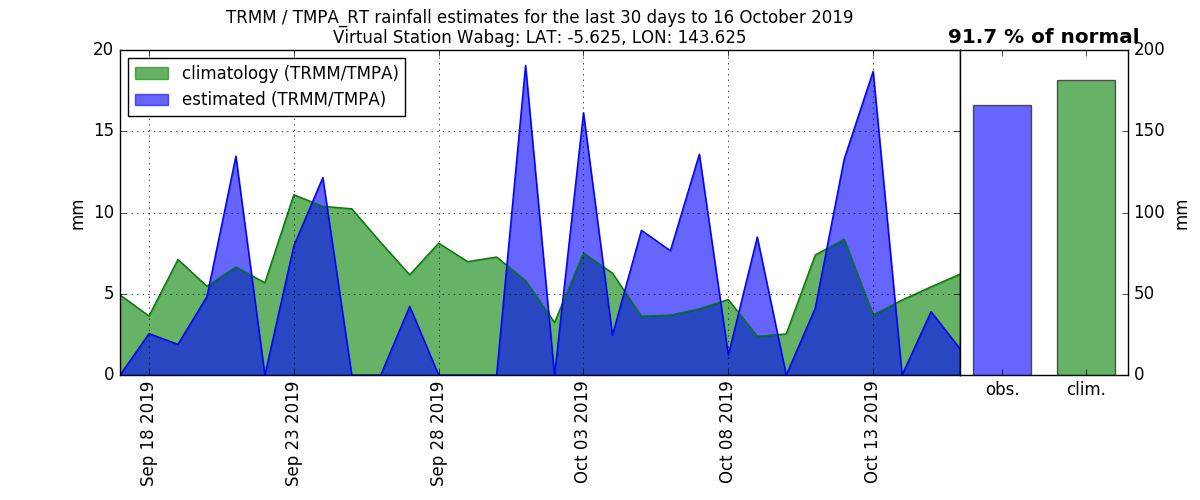 TRMM / TMPA_RT rainfall estimates for the last 30 days to 16 October 2019
Virtual Station Wabag: LAT: -5.625, LON: 143.625
91.7 % of normal
climatology (TRMM/TMPA)
estimated (TRMM/TMPA)
20
15
10
5
0
mm
Sep 18 2019
Sep 23 2019
Sep 28 2019
Oct 03 2019
Oct 08 2019
Oct 13 2019
obs.
clim.
200
150
100
50
0
mm